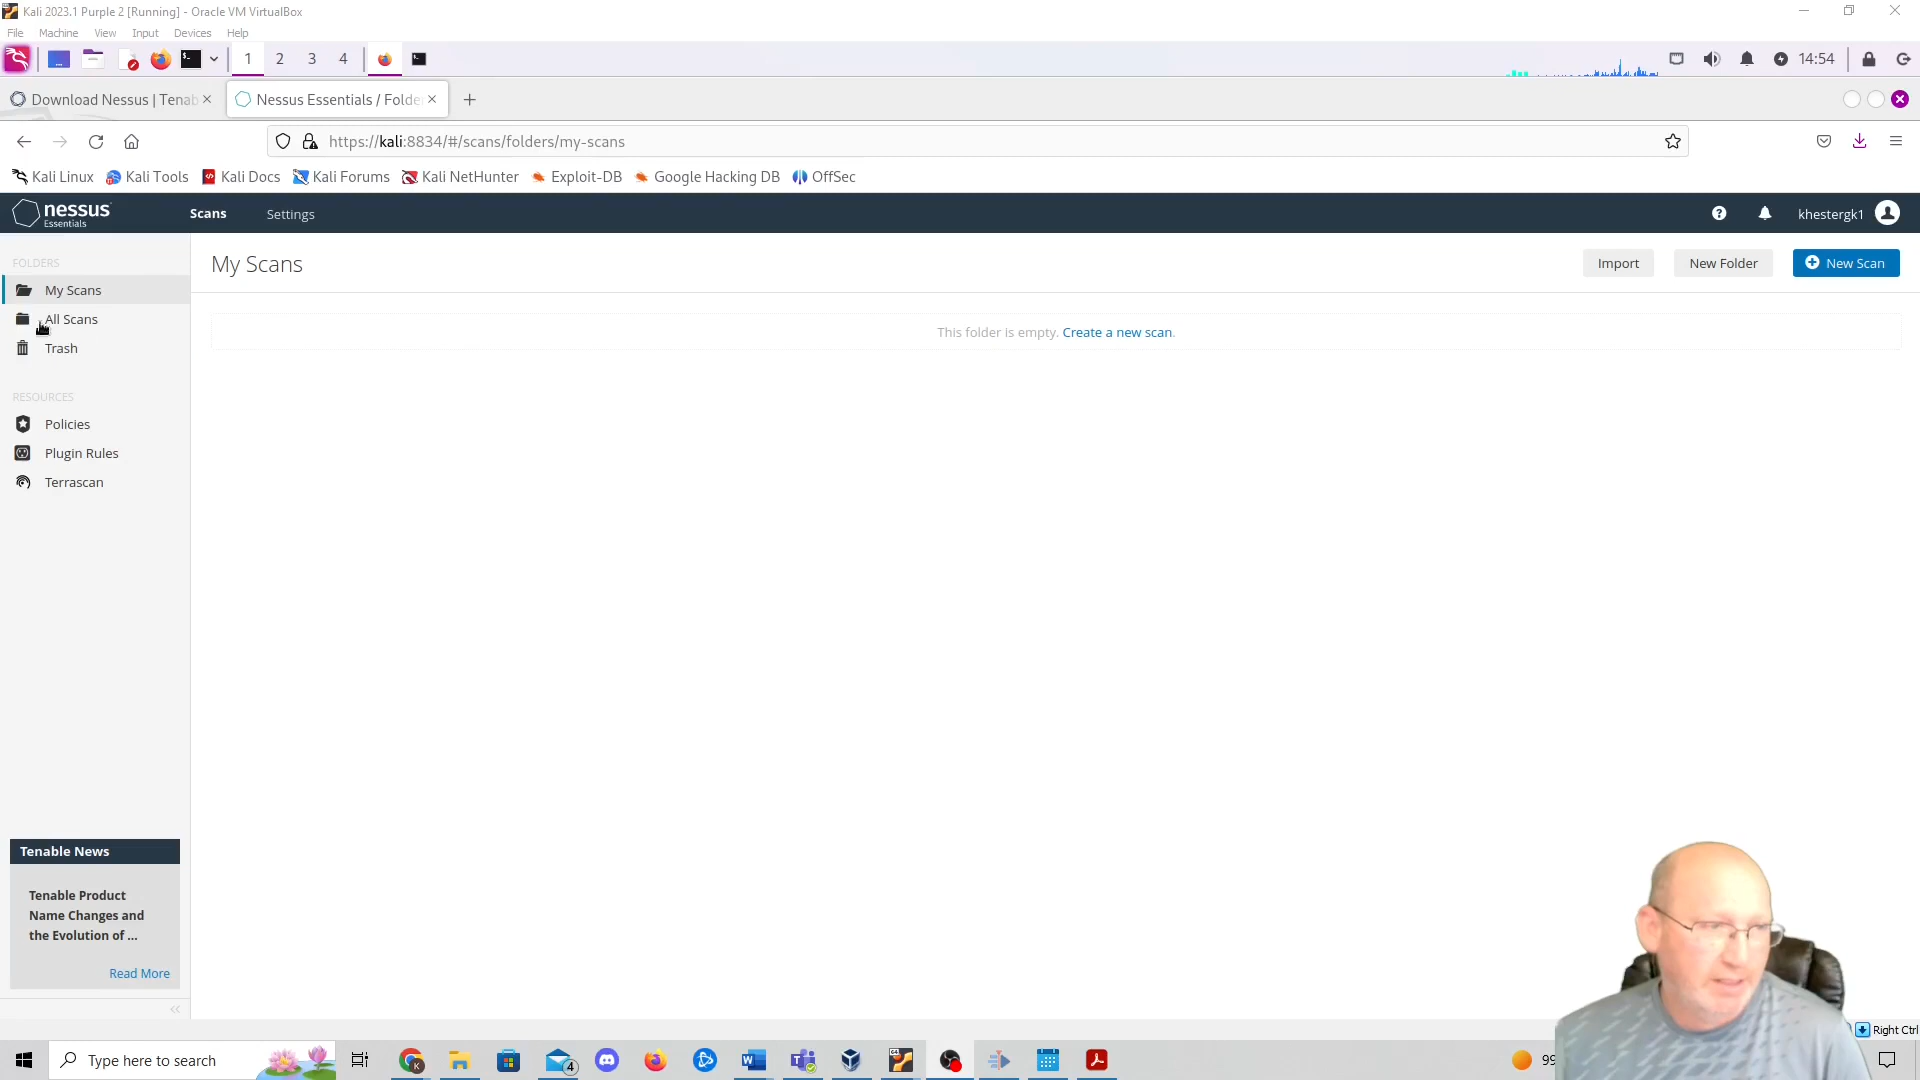 Kali 2023.1 Purple 2 [Running] - Oracle VM VirtualBox
File Machine View Input Devices Help
1 2 3 4 14:54
Download Nessus | Tenab Nessus Essentials / Folde
https://kali:8834/#/scans/folders/my-scans
Kali Linux Kali Tools Kali Docs Kali Forums Kali NetHunter Exploit-DB Google Hacking DB OffSec
nessus Essentials Scans Settings khestergk1
FOLDERS
My Scans
All Scans
Trash
RESOURCES
Policies
Plugin Rules
Terrascan
My Scans Import New Folder New Scan
This folder is empty. Create a new scan.
Tenable News
Tenable Product
Name Changes and
the Evolution of ...
Read More
Right Ctrl
Type here to search 4 99